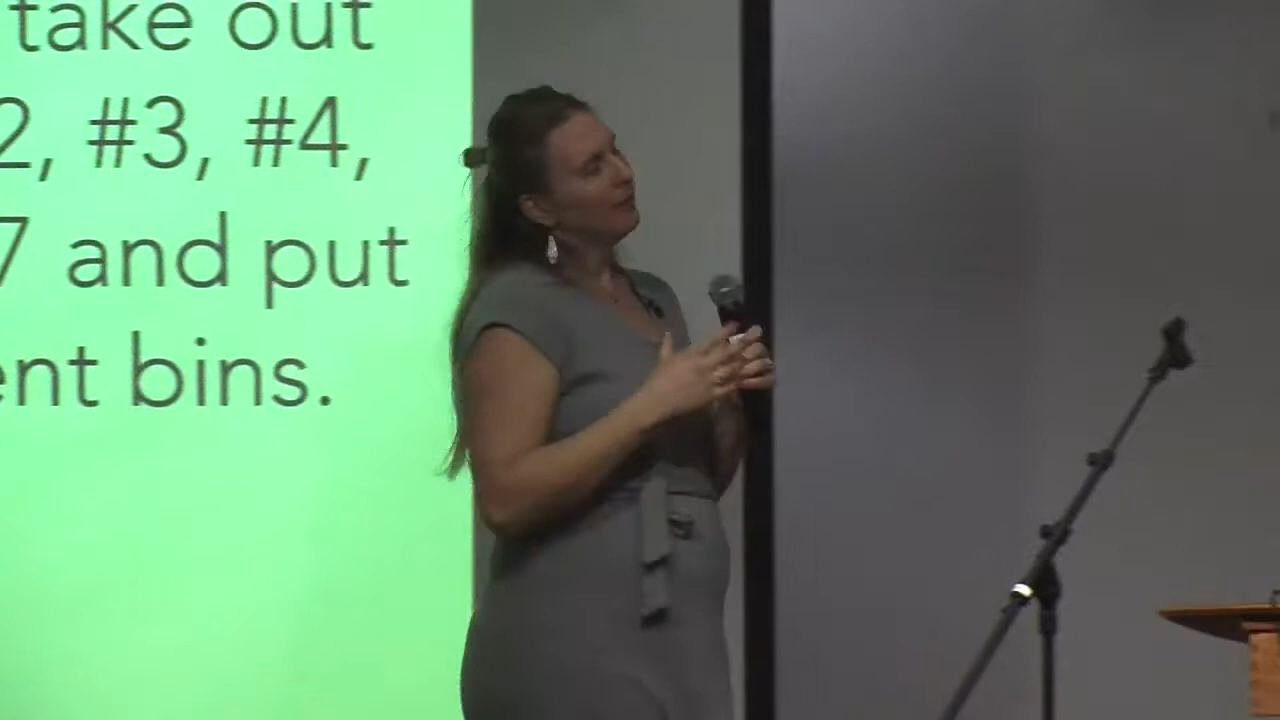 take out
2, #3, #4,
7 and put
ent bins.